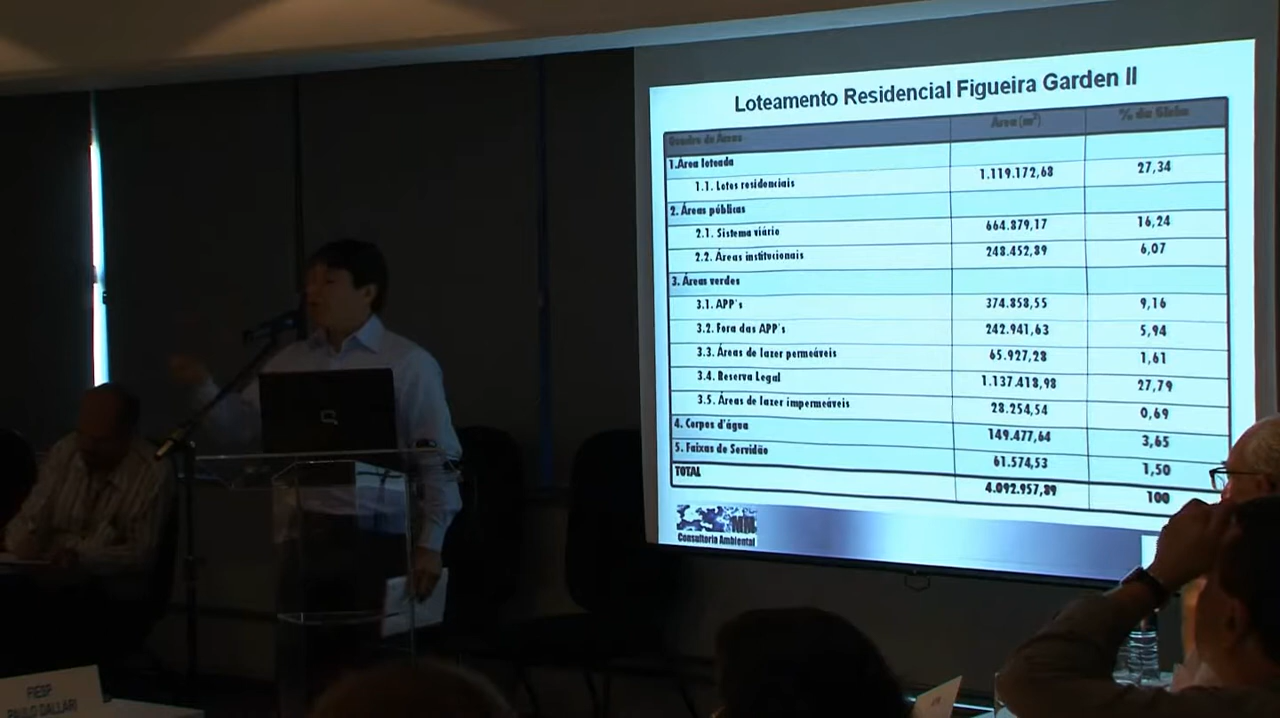 Loteamento Residencial Figueira Garden II
Quadro de Áreas Área (m²) % da Gleba
1.Área loteada
1.1. Lotes residenciais 1.119.172,68 27,34
2. Áreas públicas
2.1. Sistema viário 664.879,17 16,24
2.2. Áreas institucionais 248.452,89 6,07
3. Áreas verdes
3.1. APP's 374.858,55 9,16
3.2. Fora das APP's 242.941,63 5,94
3.3. Áreas de lazer permeáveis 65.927,28 1,61
3.4. Reserva Legal 1.137.418,98 27,79
3.5. Áreas de lazer impermeáveis 28.254,54 0,69
4. Corpos d'água 149.477,64 3,65
5. Faixas de Servidão 61.574,53 1,50
TOTAL 4.092.957,89 100
MM
Consultoria Ambiental
FIESP
PAULO DALLARI